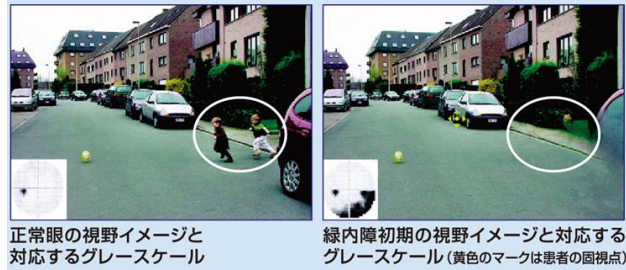 正常眼の視野イメージと
対応するグレースケール
緑内障初期の視野イメージと対応する
グレースケール(黄色のマークは患者の固視点)